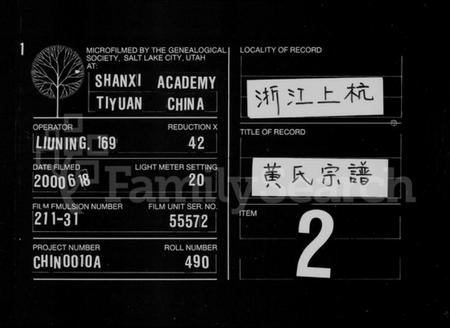 1
MICROFILMED BY THE GENEALOGICAL
SOCIETY, SALT LAKE CITY, UTAH
AT:
SHANXI ACADEMY
TIYUAN CHINA
OPERATOR REDUCTION X
LIUNING, 169 42
DATE FILMED LIGHT METER SETTING
2000 6 18 20
FILM EMULSION NUMBER FILM UNIT SER. NO.
211-31 55572
PROJECT NUMBER ROLL NUMBER
CHIN0010A 490
LOCALITY OF RECORD
浙江上杭
TITLE OF RECORD
黄氏宗譜
ITEM
2
FamilySearch